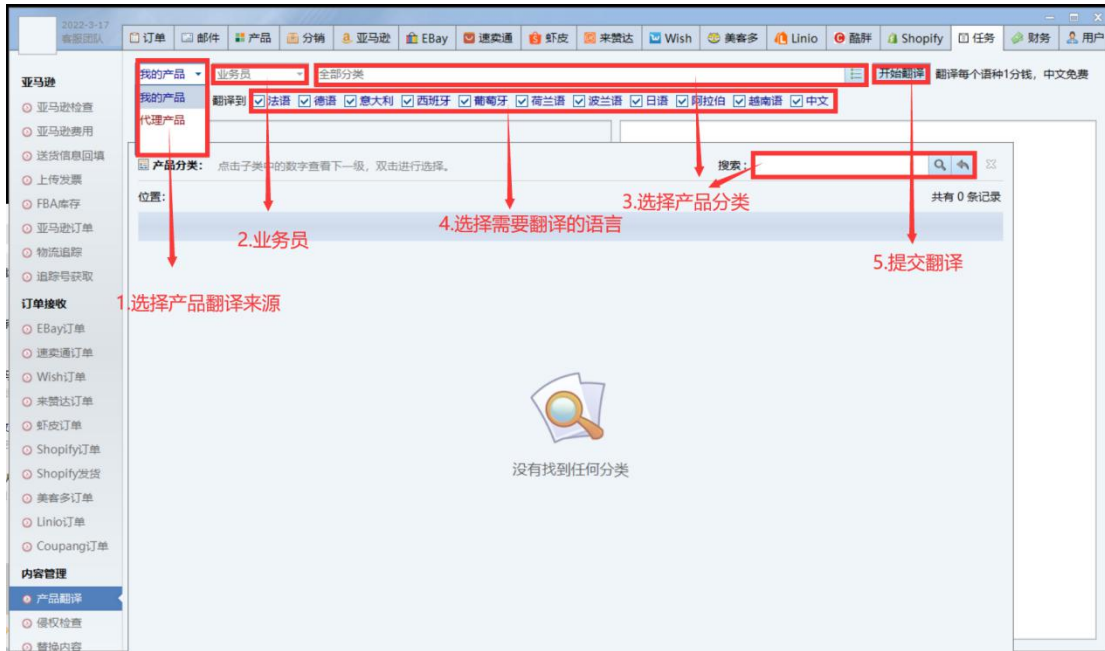 2022-3-17
客服团队
订单 邮件 产品 分销 亚马逊 EBay 速卖通 虾皮 来赞达 Wish 美客多 Linio 酷胖 Shopify 任务 财务 用户
我的产品 业务员 全部分类 开始翻译 翻译每个语种1分钱，中文免费
我的产品
代理产品
翻译到 法语 德语 意大利 西班牙 葡萄牙 荷兰语 波兰语 日语 阿拉伯 越南语 中文
产品分类： 点击子类中的数字查看下一级，双击进行选择。 搜索：
位置： 共有 0 条记录
1.选择产品翻译来源
2.业务员
3.选择产品分类
4.选择需要翻译的语言
5.提交翻译
没有找到任何分类
亚马逊
亚马逊检查
亚马逊费用
送货信息回填
上传发票
FBA库存
亚马逊订单
物流追踪
追踪号获取
订单接收
EBay订单
速卖通订单
Wish订单
来赞达订单
虾皮订单
Shopify订单
Shopify发货
美客多订单
Linio订单
Coupang订单
内容管理
产品翻译
侵权检查
替换内容